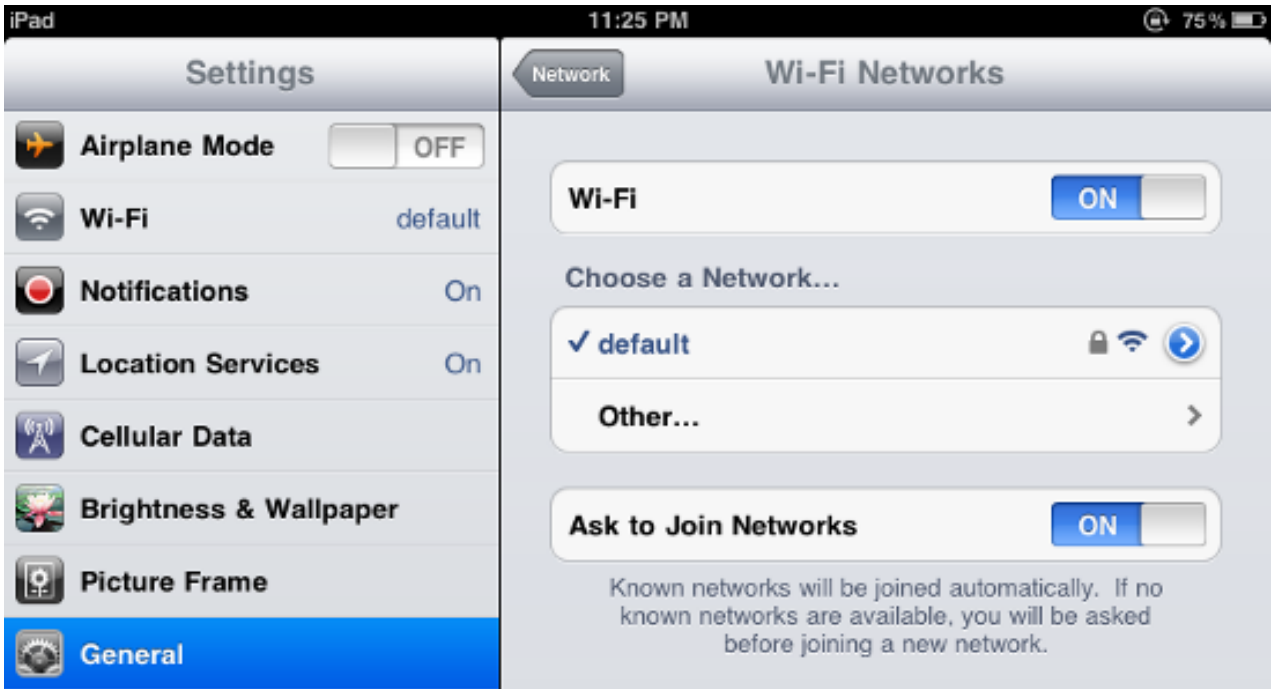 iPad 11:25 PM 75%
Settings
Airplane Mode OFF
Wi-Fi default
Notifications On
Location Services On
Cellular Data
Brightness & Wallpaper
Picture Frame
General
Network Wi-Fi Networks
Wi-Fi ON
Choose a Network...
default
Other...
Ask to Join Networks ON
Known networks will be joined automatically. If no
known networks are available, you will be asked
before joining a new network.